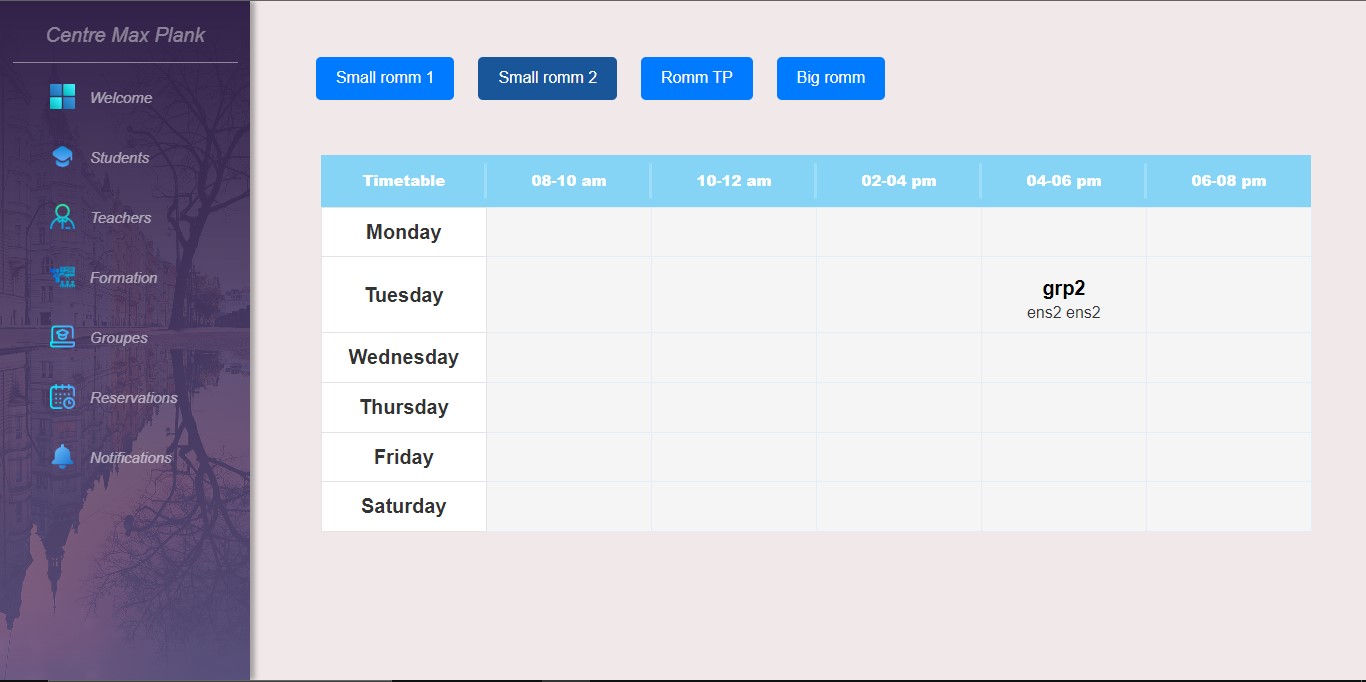 Centre Max Plank
Welcome
Students
Teachers
Formation
Groupes
Reservations
Notifications
Small romm 1 Small romm 2 Romm TP Big romm
Timetable 08-10 am 10-12 am 02-04 pm 04-06 pm 06-08 pm
Monday
Tuesday
grp2
ens2 ens2
Wednesday
Thursday
Friday
Saturday